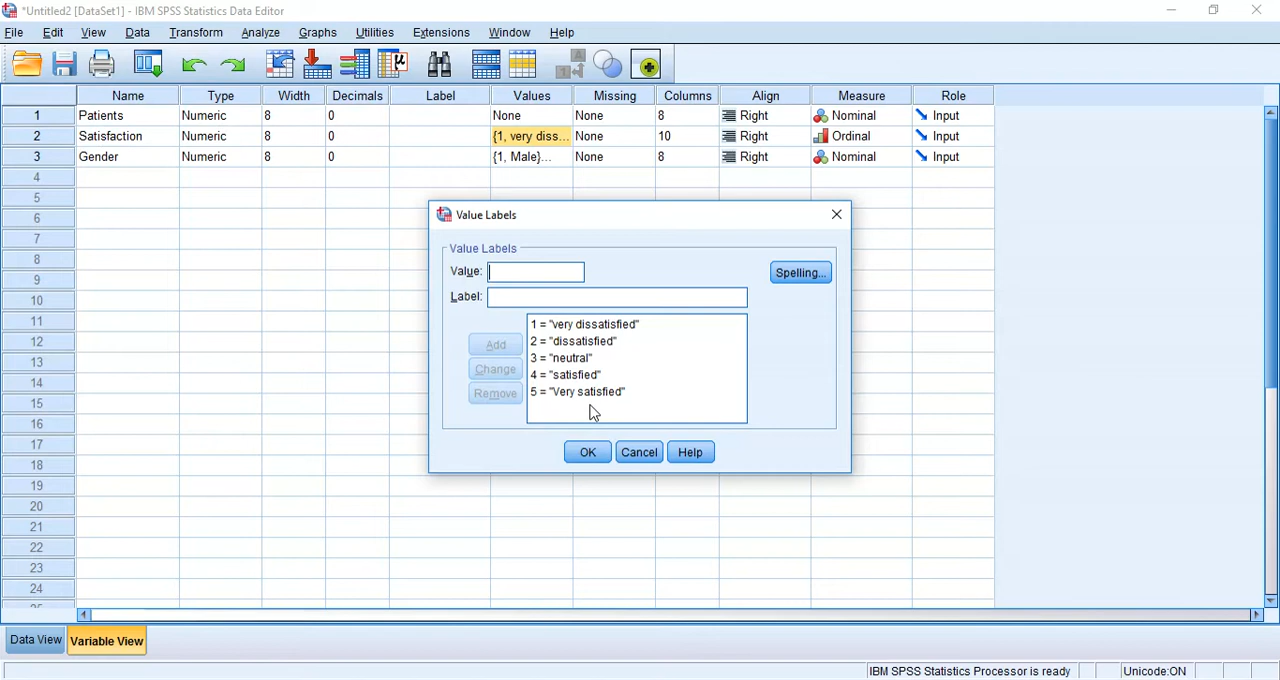 *Untitled2 [DataSet1] - IBM SPSS Statistics Data Editor
File Edit View Data Transform Analyze Graphs Utilities Extensions Window Help
Name Type Width Decimals Label Values Missing Columns Align Measure Role
1 Patients Numeric 8 0 None None 8 Right Nominal Input
2 Satisfaction Numeric 8 0 {1, very diss... None 10 Right Ordinal Input
3 Gender Numeric 8 0 {1, Male}... None 8 Right Nominal Input
4
5
6
7
8
9
10
11
12
13
14
15
16
17
18
19
20
21
22
23
24
Value Labels
Value Labels
Value:
Spelling...
Label:
1 = "very dissatisfied"
2 = "dissatisfied"
3 = "neutral"
4 = "satisfied"
5 = "Very satisfied"
Add
Change
Remove
OK Cancel Help
Data View Variable View
IBM SPSS Statistics Processor is ready Unicode:ON